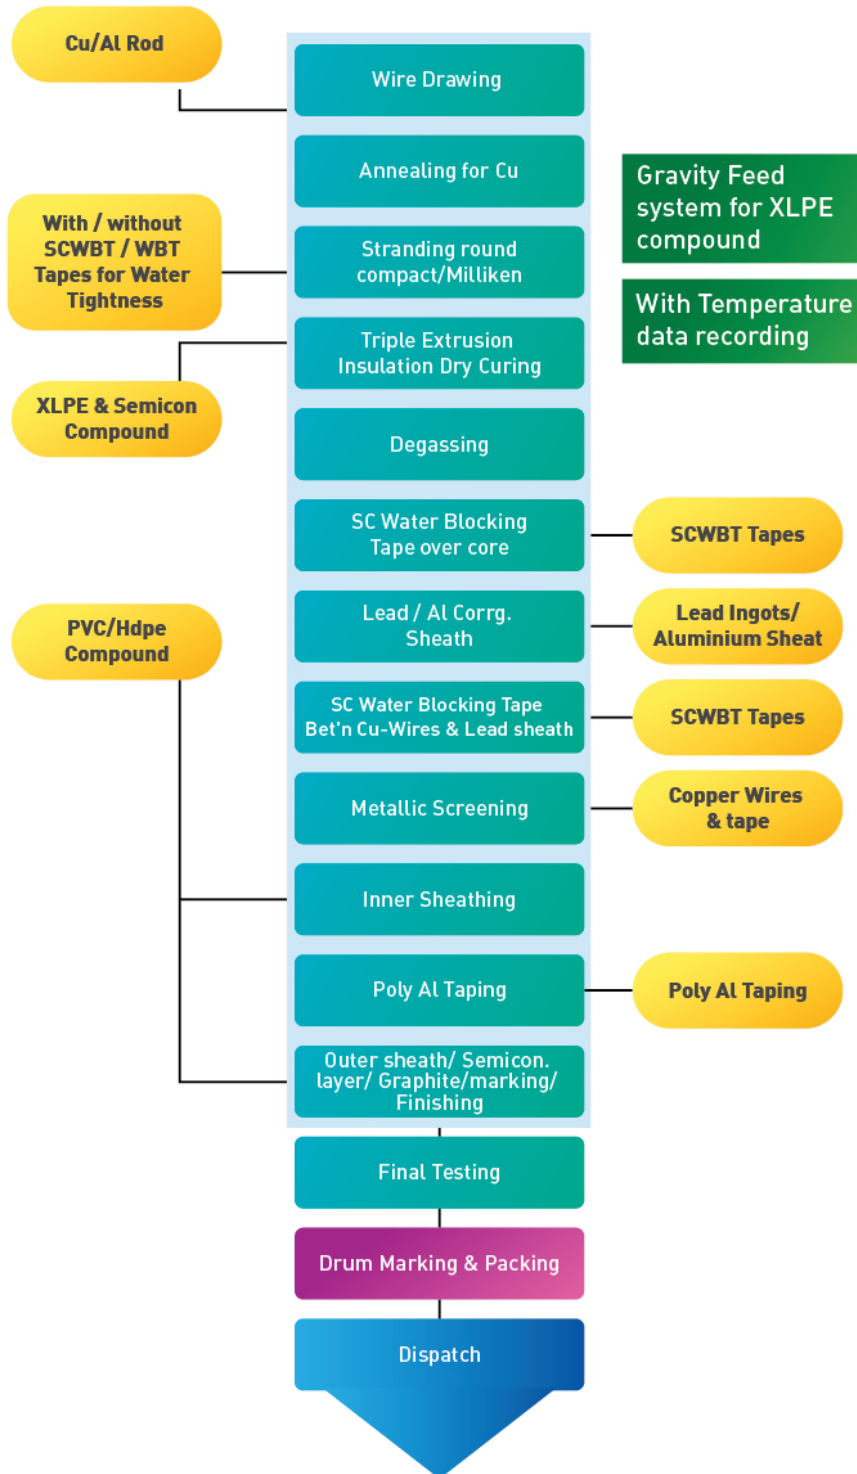 Cu/Al Rod
Wire Drawing
Annealing for Cu
Gravity Feed
system for XLPE
compound
With / without
SCWBT / WBT
Tapes for Water
Tightness
Stranding round
compact/Milliken
With Temperature
data recording
Triple Extrusion
Insulation Dry Curing
XLPE & Semicon
Compound
Degassing
SC Water Blocking
Tape over core
SCWBT Tapes
PVC/Hdpe
Compound
Lead / Al Corrg.
Sheath
Lead Ingots/
Aluminium Sheat
SC Water Blocking Tape
Bet'n Cu-Wires & Lead sheath
SCWBT Tapes
Metallic Screening
Copper Wires
& tape
Inner Sheathing
Poly Al Taping
Poly Al Taping
Outer sheath/ Semicon.
layer/ Graphite/marking/
Finishing
Final Testing
Drum Marking & Packing
Dispatch